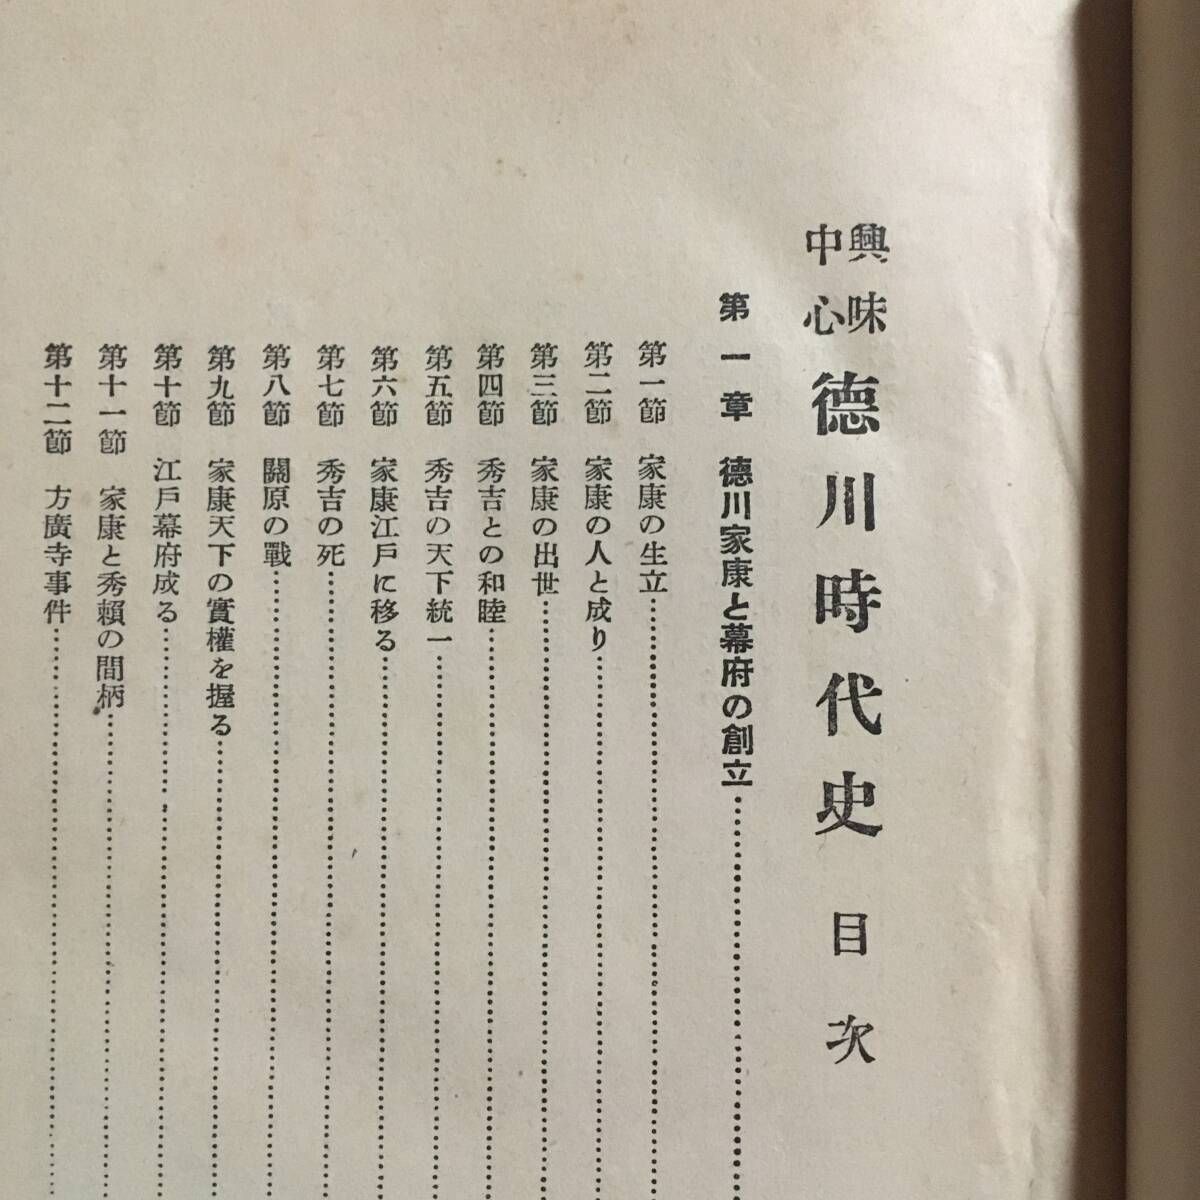 興味中心 德川時代史 目次
第一章 德川家康と幕府の創立……………
第一節 家康の生立……………
第二節 家康の人と成り……………
第三節 家康の出世……………
第四節 秀吉との和睦……………
第五節 秀吉の天下統一……………
第六節 家康江戶に移る……………
第七節 秀吉の死……………
第八節 關原の戰……………
第九節 家康天下の實權を握る……………
第十節 江戶幕府成る……………
第十一節 家康と秀賴の間柄……………
第十二節 方廣寺事件……………